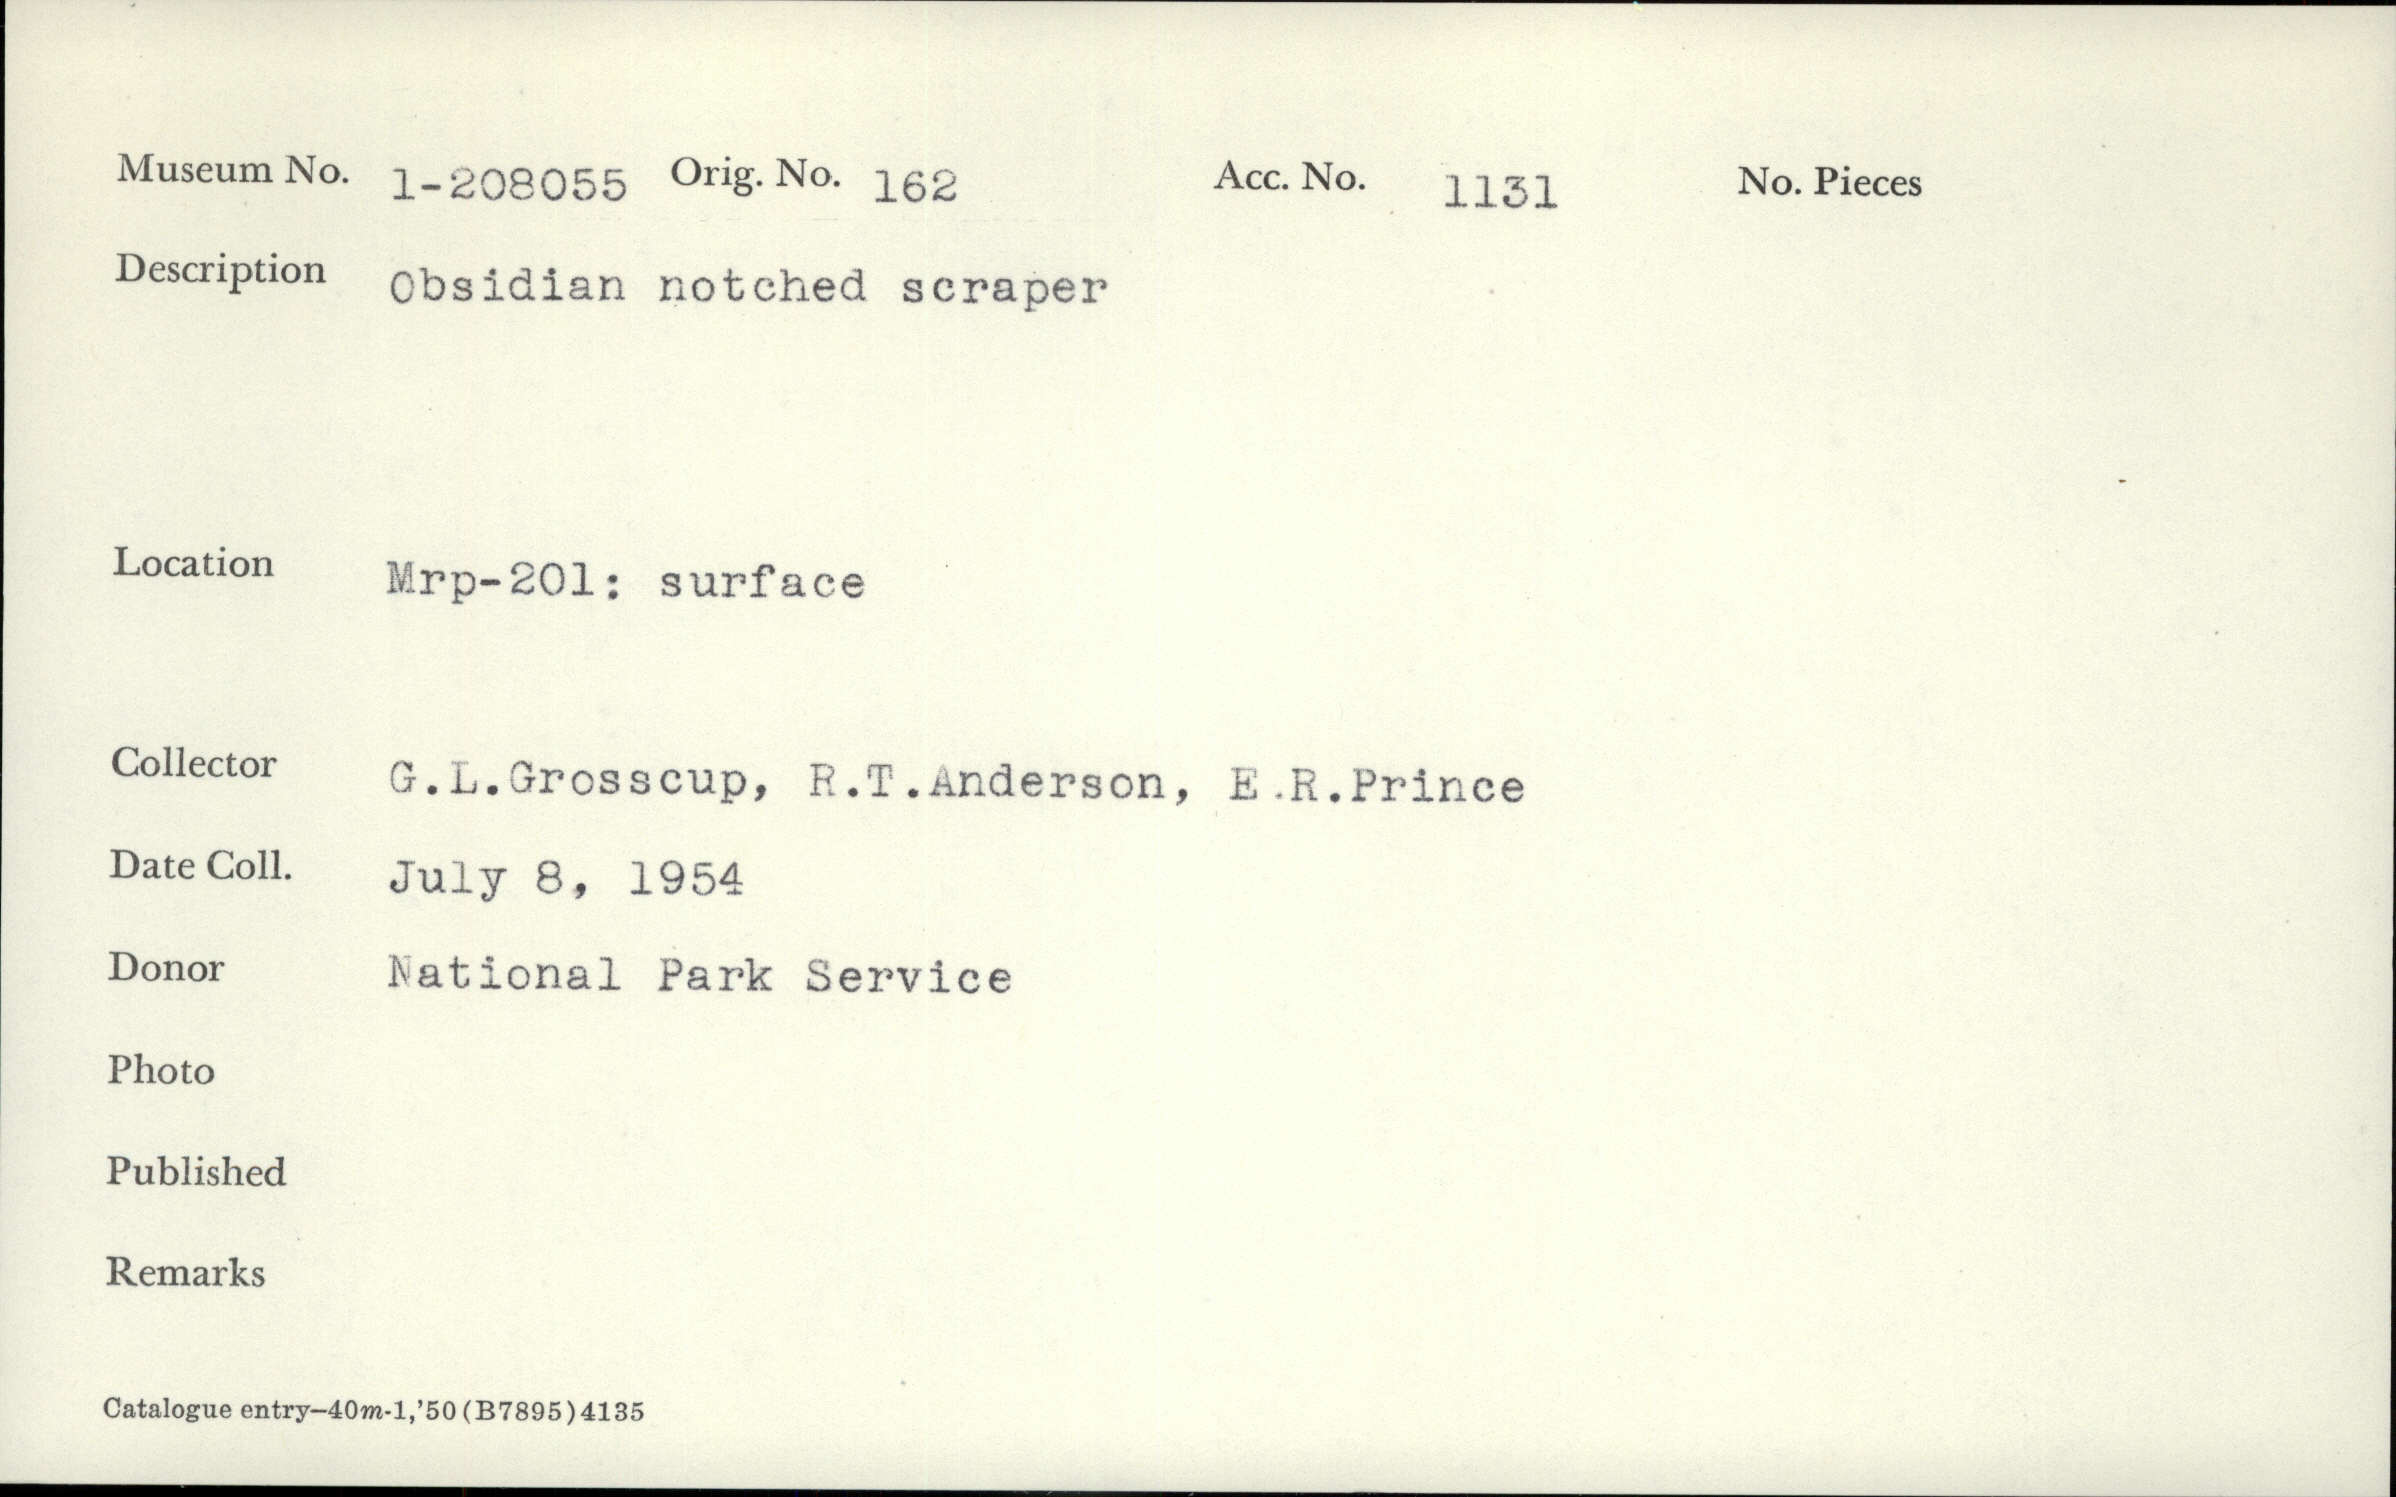 Museum No. 1-208055 Orig. No. 162 Acc. No. 1131 No. Pieces
Description Obsidian notched scraper
Location Mrp-201: surface
Collector G.L.Grosscup, R.T.Anderson, E.R.Prince
Date Coll. July 8, 1954
Donor National Park Service
Photo
Published
Remarks
Catalogue entry—40m-1,'50(B7895)4135